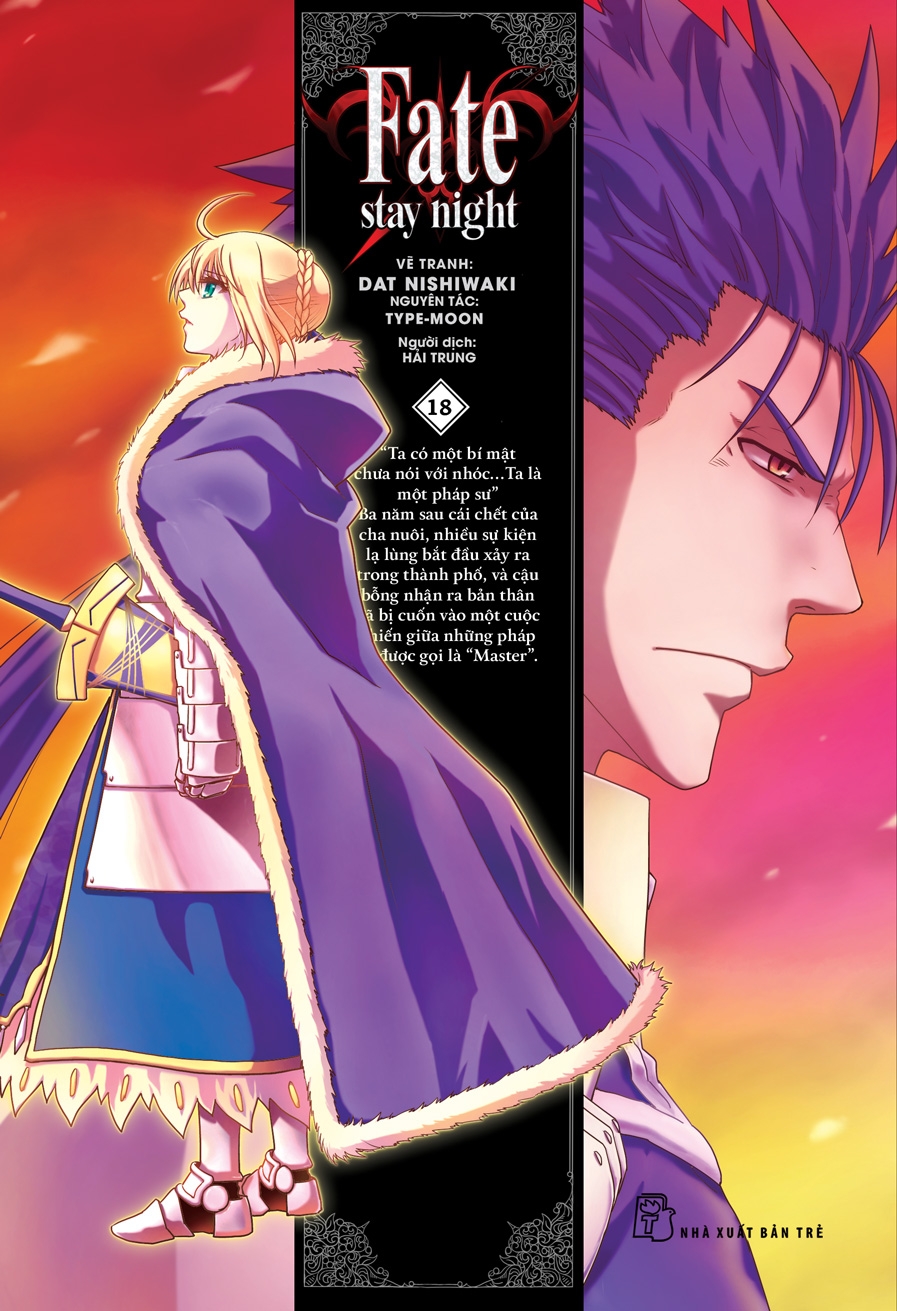 Fate
stay night
VẼ TRANH:
DAT NISHIWAKI
NGUYÊN TÁC:
TYPE-MOON
Người dịch:
HẢI TRUNG
18
“Ta có một bí mật
chưa nói với nhóc...Ta là
một pháp sư”
Ba năm sau cái chết của
cha nuôi, nhiều sự kiện
lạ lùng bắt đầu xảy ra
trong thành phố, và cậu
bỗng nhận ra bản thân
bị cuốn vào một cuộc
giữa những pháp
được gọi là “Master”.
NHÀ XUẤT BẢN TRẺ